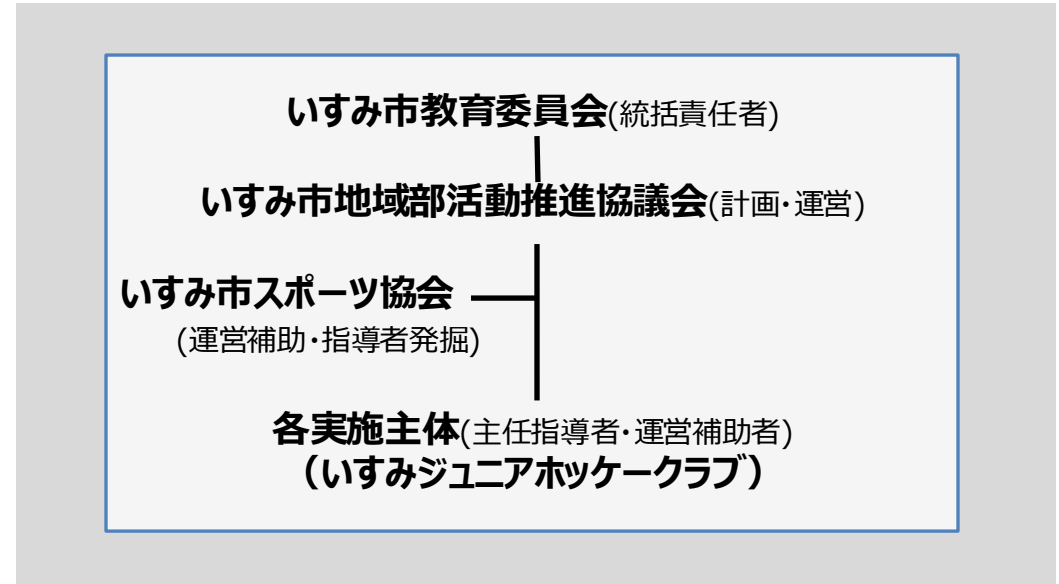 いすみ市教育委員会(統括責任者)
いすみ市地域部活動推進協議会(計画・運営)
いすみ市スポーツ協会
(運営補助・指導者発掘)
各実施主体(主任指導者・運営補助者)
（いすみジュニアホッケークラブ）